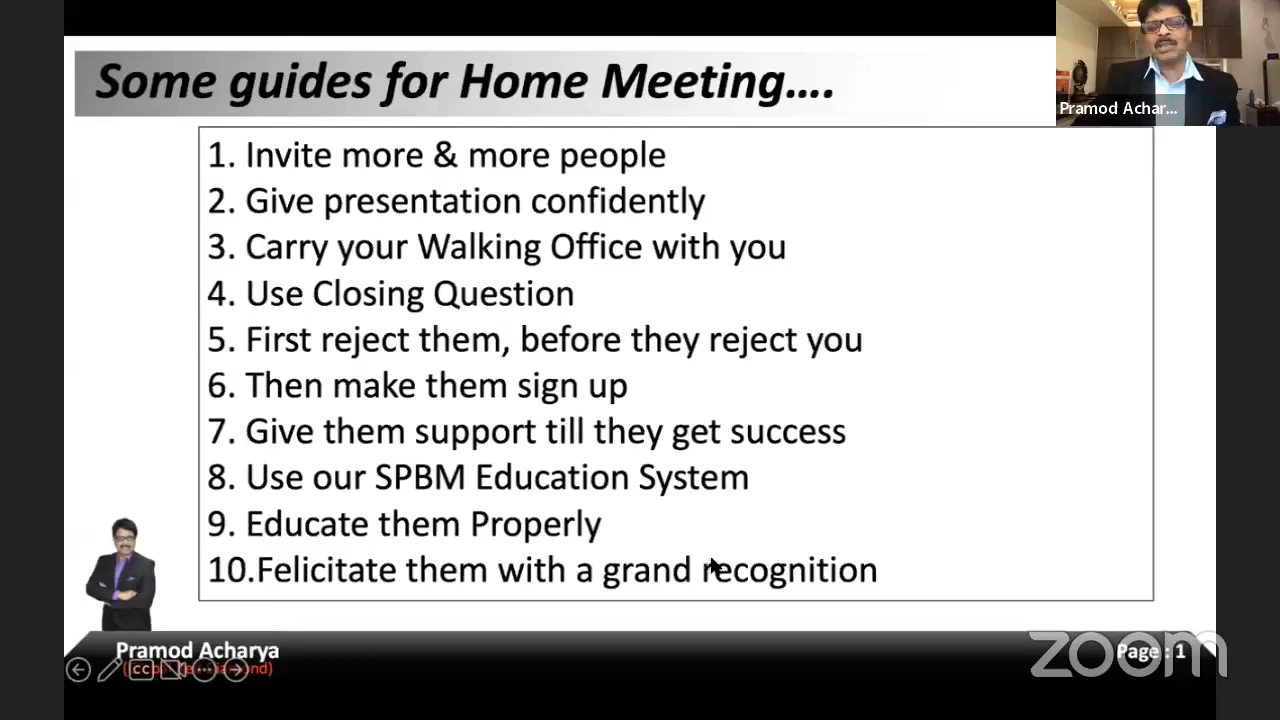 Some guides for Home Meeting....
Pramod Achar...
1. Invite more & more people
2. Give presentation confidently
3. Carry your Walking Office with you
4. Use Closing Question
5. First reject them, before they reject you
6. Then make them sign up
7. Give them support till they get success
8. Use our SPBM Education System
9. Educate them Properly
10.Felicitate them with a grand recognition
Pramod Acharya
Page : 1
zoom